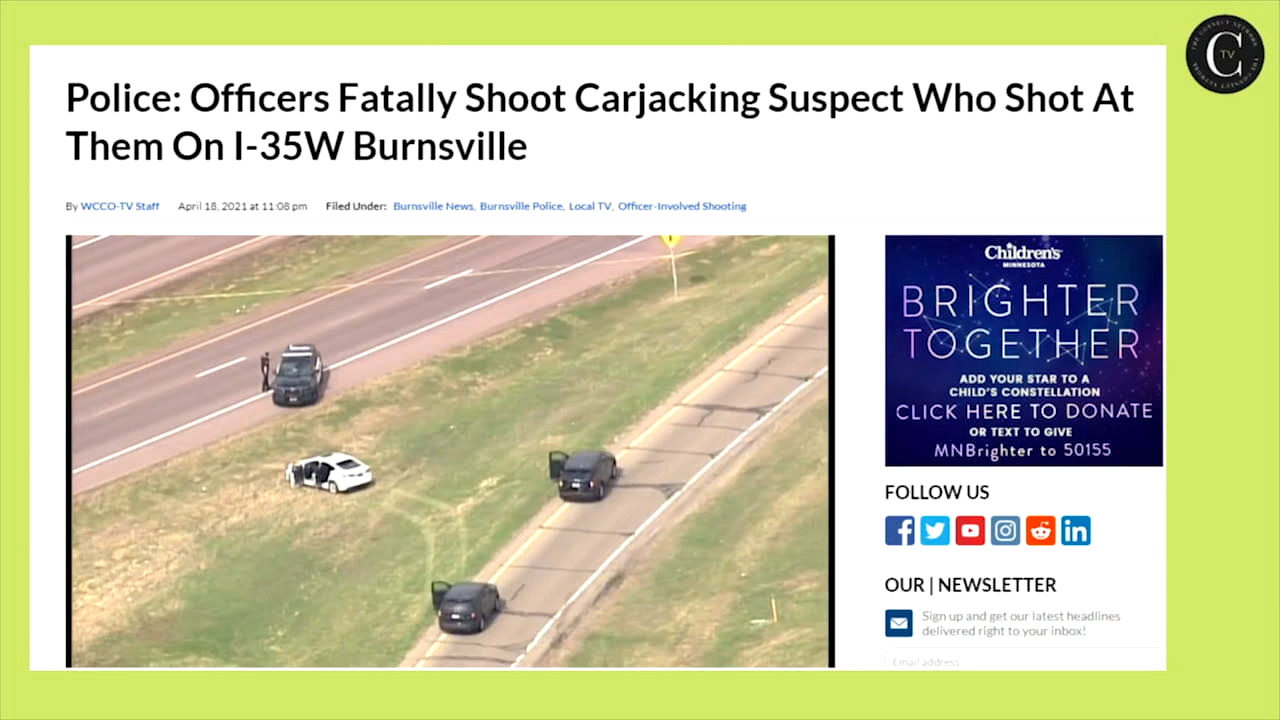 Police: Officers Fatally Shoot Carjacking Suspect Who Shot At
Them On I-35W Burnsville
By WCCO-TV Staff April 18, 2021 at 11:08 pm Filed Under: Burnsville News, Burnsville Police, Local TV, Officer-Involved Shooting
Children's
MINNESOTA
BRIGHTER
TOGETHER
ADD YOUR STAR TO A
CHILD'S CONSTELLATION
CLICK HERE TO DONATE
OR TEXT TO GIVE
MNBrighter to 50155
FOLLOW US
OUR | NEWSLETTER
Sign up and get our latest headlines
delivered right to your inbox!
Email address
THE CONNECT NETWORK
C
TV